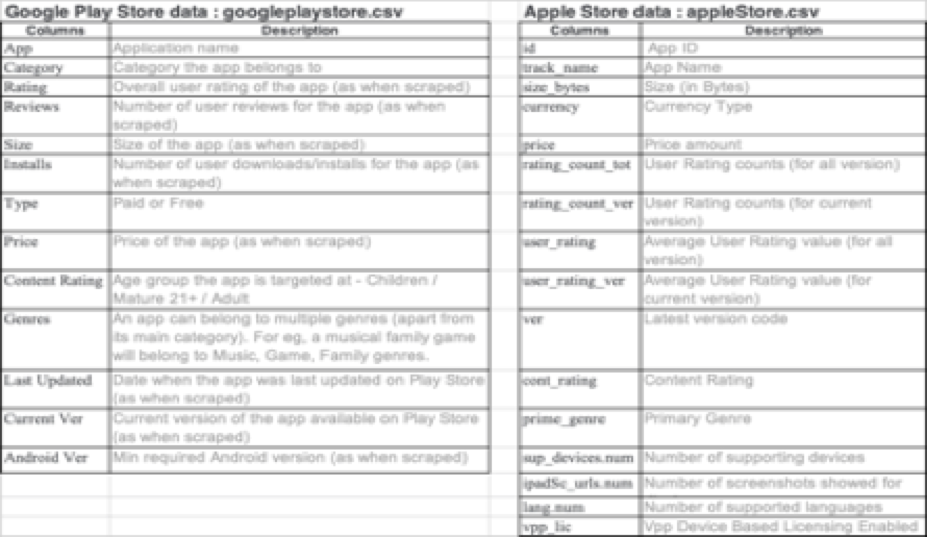 Google Play Store data : googleplaystore.csv
Columns Description
App Application name
Category Category the app belongs to
Rating Overall user rating of the app (as when scraped)
Reviews Number of user reviews for the app (as when
scraped)
Size Size of the app (as when scraped)
Installs Number of user downloads/installs for the app (as
when scraped)
Type Paid or Free
Price Price of the app (as when scraped)
Content Rating Age group the app is targeted at - Children /
Mature 21+ / Adult
Genres An app can belong to multiple genres (apart from
its main category). For eg, a musical family game
will belong to Music, Game, Family genres.
Last Updated Date when the app was last updated on Play Store
(as when scraped)
Current Ver Current version of the app available on Play Store
(as when scraped)
Android Ver Min required Android version (as when scraped)
Apple Store data : appleStore.csv
Columns Description
id App ID
track_name App Name
size_bytes Size (in Bytes)
currency Currency Type
price Price amount
rating_count_tot User Rating counts (for all version)
rating_count_ver User Rating counts (for current
version)
user_rating Average User Rating value (for all
version)
user_rating_ver Average User Rating value (for
current version)
ver Latest version code
cont_rating Content Rating
prime_genre Primary Genre
sup_devices.num Number of supporting devices
ipadSc_urls.num Number of screenshots showed for
lang.num Number of supported languages
vpp_lic Vpp Device Based Licensing Enabled